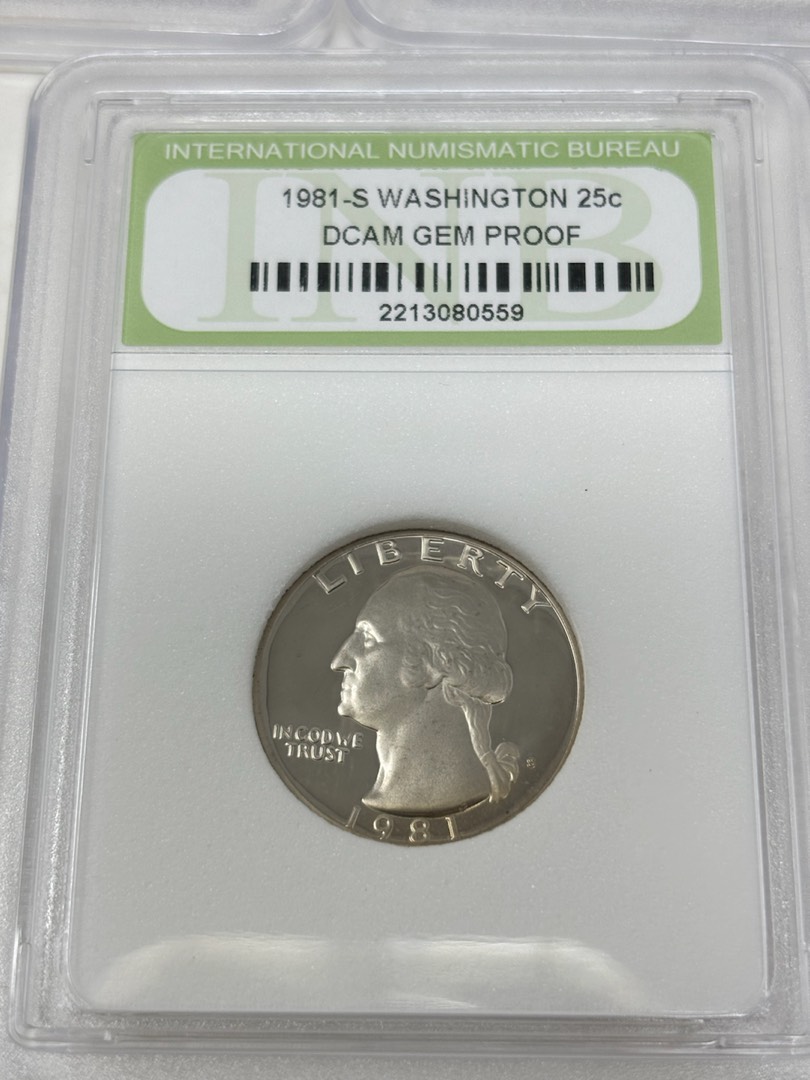 INTERNATIONAL NUMISMATIC BUREAU
INB
1981-S WASHINGTON 25c
DCAM GEM PROOF
2213080559
LIBERTY
IN GOD WE
TRUST
S
1981